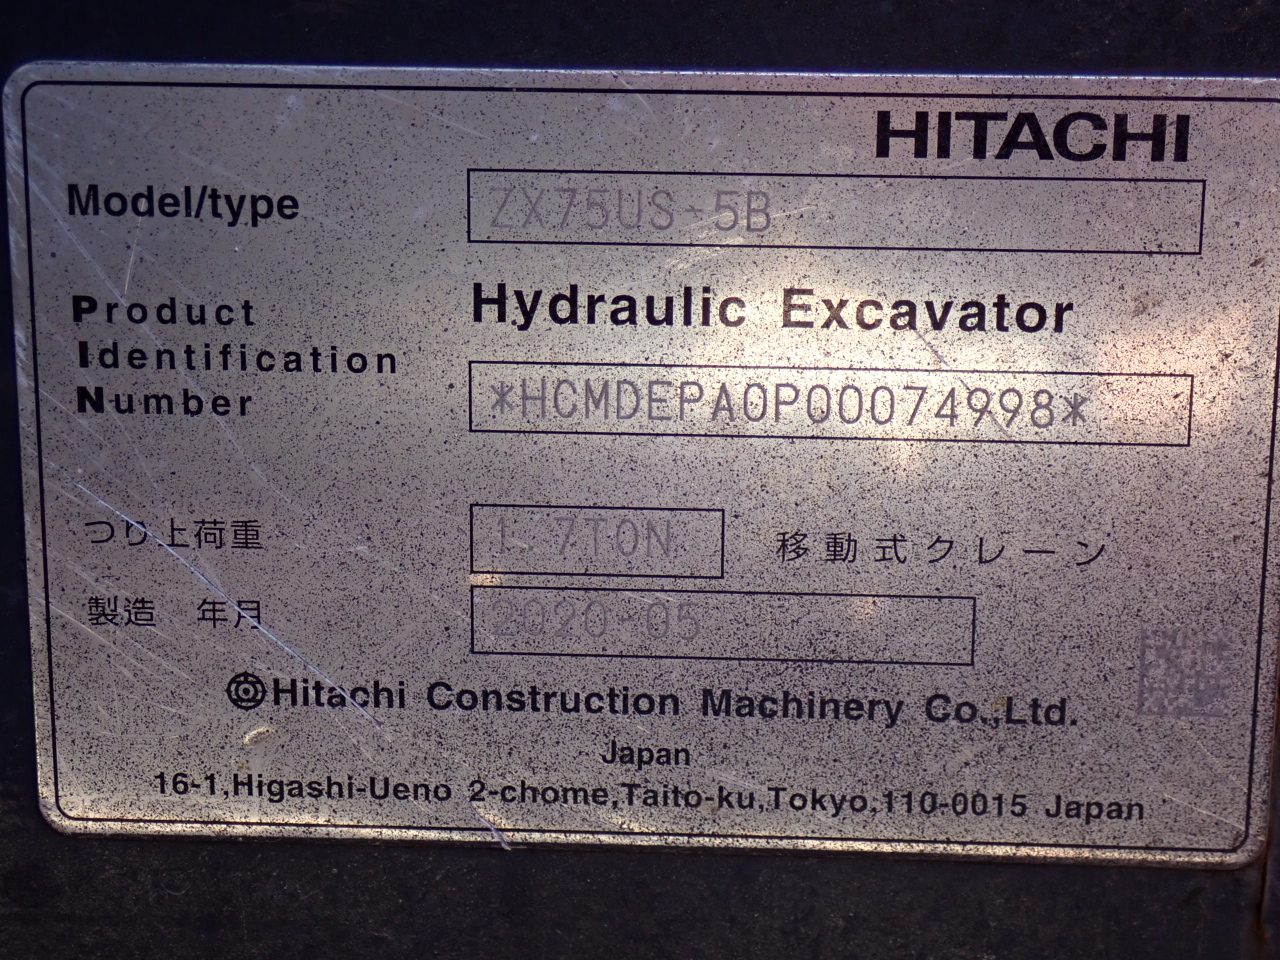 HITACHI
Model/type ZX75US-5B
Hydraulic Excavator
Product
Identification
Number *HCMDEPA0P00074998*
つり上荷重 1.7TON 移動式クレーン
製造 年月 2020-05
Hitachi Construction Machinery Co.,Ltd.
Japan
16-1,Higashi-Ueno 2-chome,Taito-ku,Tokyo,110-0015 Japan